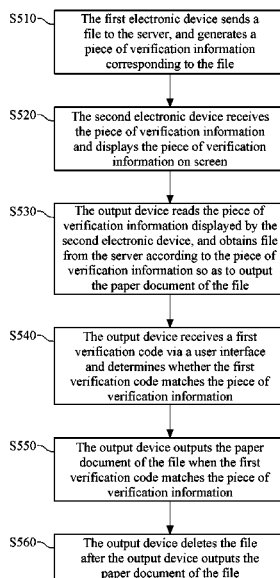 S510
The first electronic device sends a
file to the server, and generates a
piece of verification information
corresponding to the file
S520
The second electronic device receives
the piece of verification information
and displays the piece of verification
information on screen
S530
The output device reads the piece of
verification information displayed by the
second electronic device, and obtains file
from the server according to the piece of
verification information so as to output
the paper document of the file
S540
The output device receives a first
verification code via a user interface
and determines whether the first
verification code matches the piece of
verification information
S550
The output device outputs the paper
document of the file when the first
verification code matches the piece of
verification information
S560
The output device deletes the file
after the output device outputs the
paper document of the file